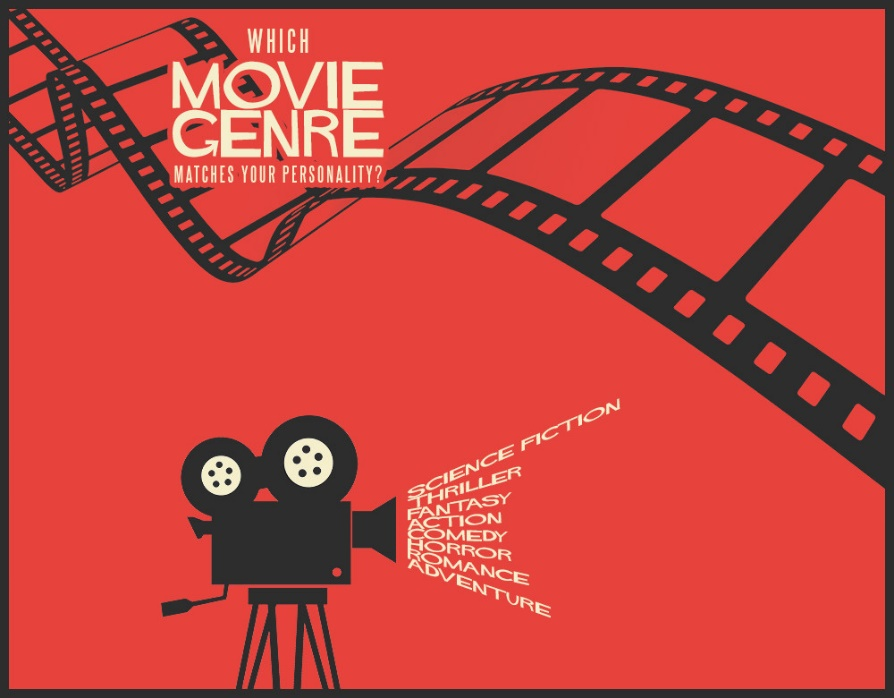 WHICH
MOVIE
GENRE
MATCHES YOUR PERSONALITY?
SCIENCE FICTION
THRILLER
FANTASY
ACTION
COMEDY
HORROR
ROMANCE
ADVENTURE